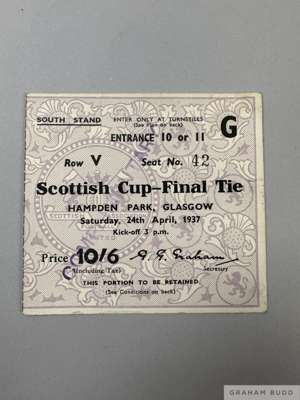 SOUTH STAND
ENTER ONLY AT TURNSTILES
(See Plan on back)
ENTRANCE 10 or 11
G
Row V
Seat No. 42
Scottish Cup-Final Tie
HAMPDEN PARK, GLASGOW
Saturday, 24th April, 1937
Kick-off 3 p.m.
Price 10/6
(Including Tax)
G. G. Graham
Secretary
THIS PORTION TO BE RETAINED
(See Conditions on back)
GRAHAM BUDD